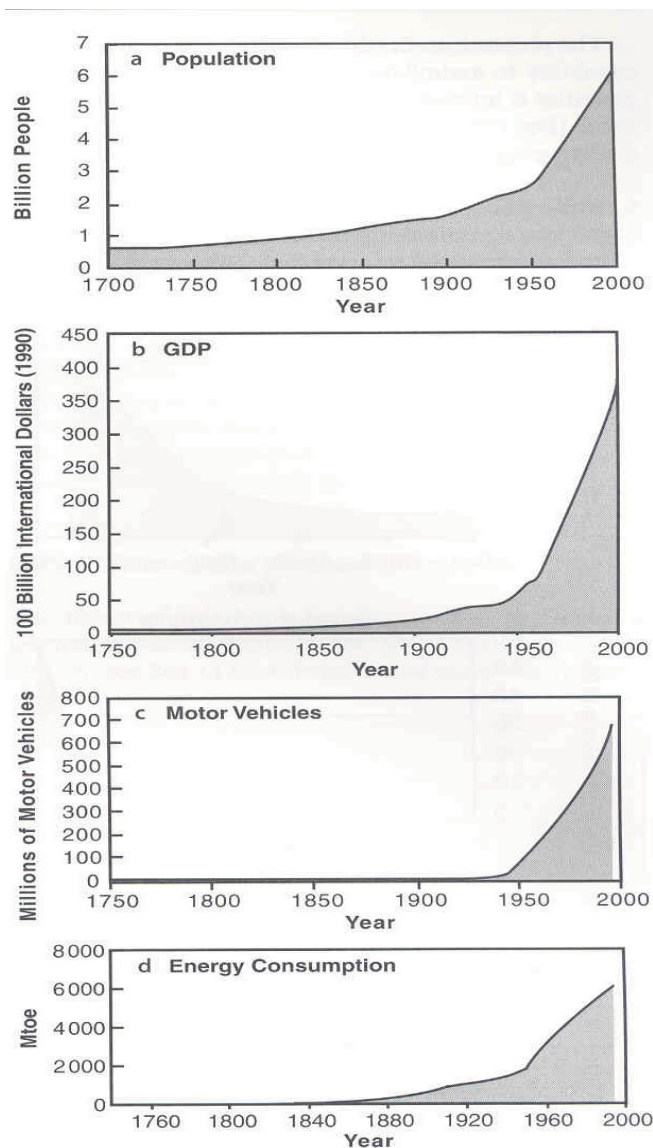 a Population
Billion People
7
6
5
4
3
2
1
0
1700 1750 1800 1850 1900 1950 2000
Year
b GDP
100 Billion International Dollars (1990)
450
400
350
300
250
200
150
100
50
0
1750 1800 1850 1900 1950 2000
Year
c Motor Vehicles
Millions of Motor Vehicles
800
700
600
500
400
300
200
100
0
1750 1800 1850 1900 1950 2000
Year
d Energy Consumption
Mtoe
8000
6000
4000
2000
0
1760 1800 1840 1880 1920 1960 2000
Year